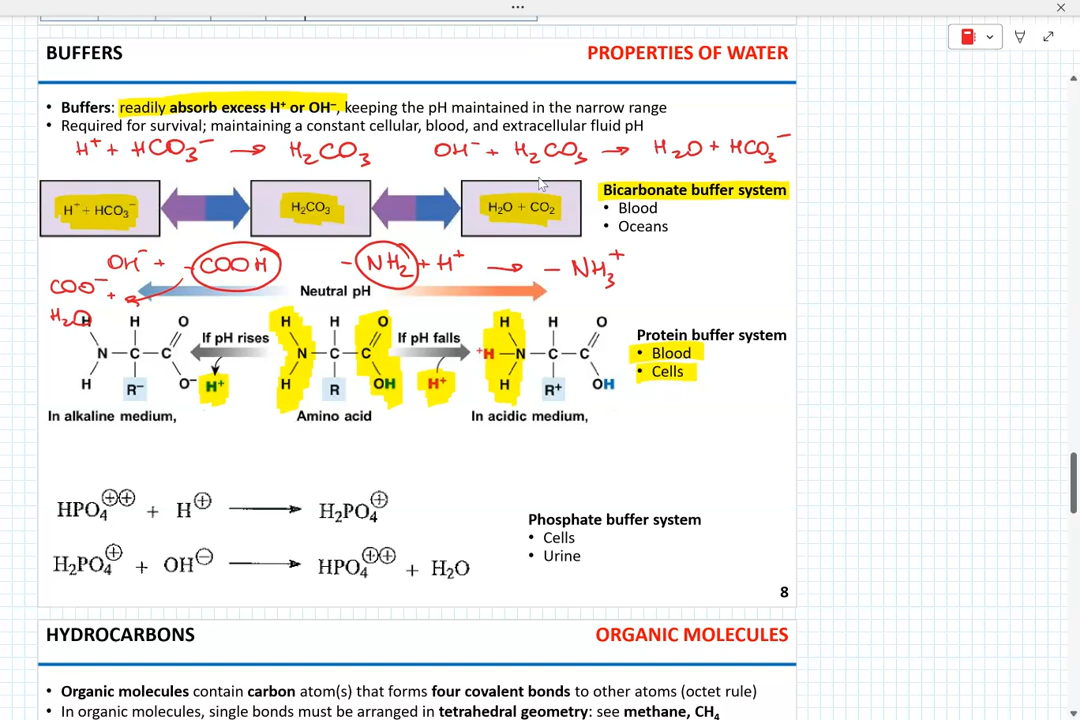 BUFFERS PROPERTIES OF WATER
• Buffers: readily absorb excess H⁺ or OH⁻, keeping the pH maintained in the narrow range
• Required for survival; maintaining a constant cellular, blood, and extracellular fluid pH
H⁺ + HCO₃⁻ → H₂CO₃ OH⁻ + H₂CO₃ → H₂O + HCO₃⁻
H⁺ + HCO₃⁻ H₂CO₃ H₂O + CO₂
Bicarbonate buffer system
• Blood
• Oceans
OH⁻ + -COOH -NH₂ + H⁺ → -NH₃⁺
COO⁻ +
H₂O
Neutral pH
H H O H H O H H O
If pH rises If pH falls
N—C—C N—C—C ⁺H—N—C—C
H R⁻ O⁻ H⁺ H R OH H⁺ H R⁺ OH
In alkaline medium, Amino acid In acidic medium,
Protein buffer system
• Blood
• Cells
HPO₄⊕⊕ + H⊕ → H₂PO₄⊕
H₂PO₄⊕ + OH⊖ → HPO₄⊕⊕ + H₂O
Phosphate buffer system
• Cells
• Urine
8
HYDROCARBONS ORGANIC MOLECULES
• Organic molecules contain carbon atom(s) that forms four covalent bonds to other atoms (octet rule)
• In organic molecules, single bonds must be arranged in tetrahedral geometry: see methane, CH₄